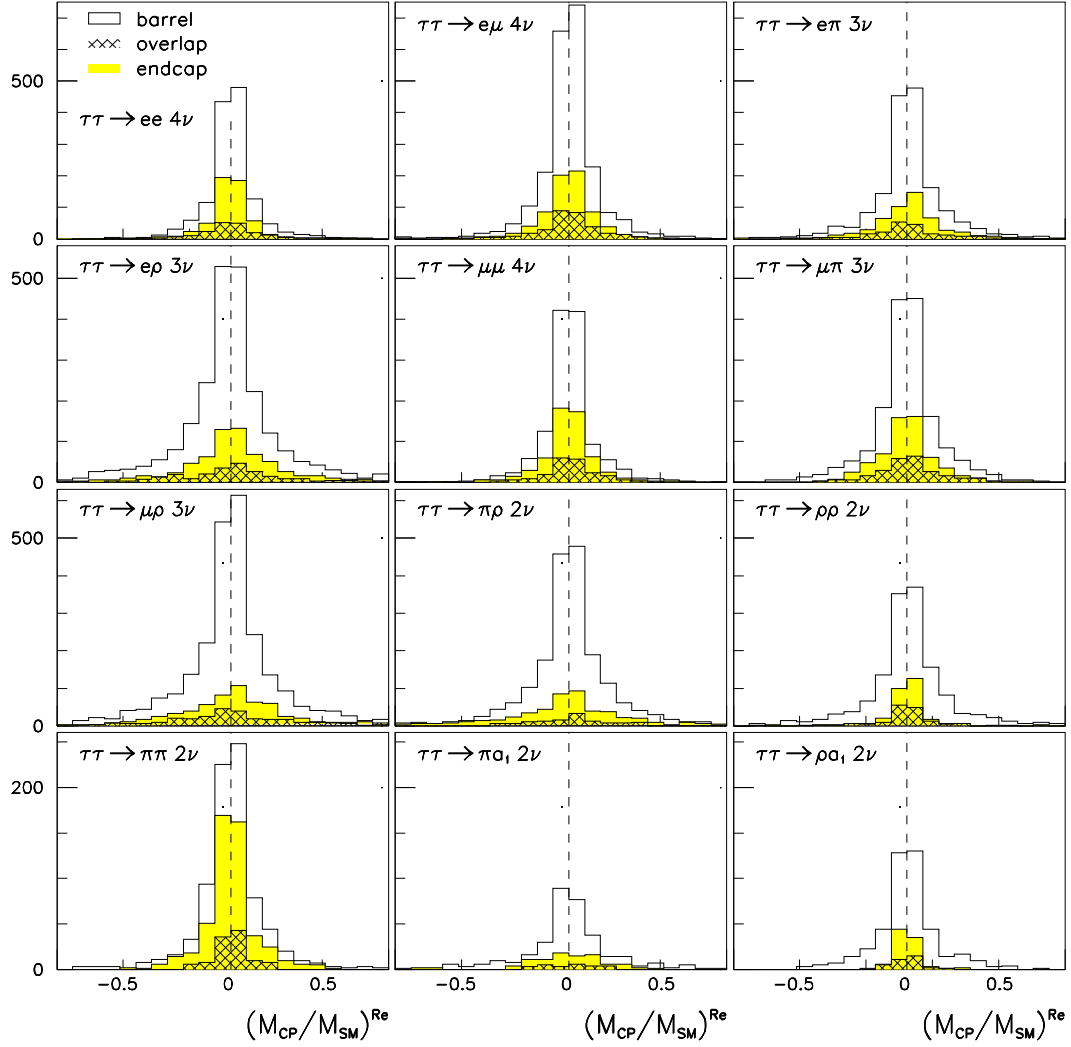 barrel
overlap
endcap
500
ττ → ee 4ν
0
ττ → eμ 4ν
ττ → eπ 3ν
500
0
ττ → eρ 3ν
ττ → μμ 4ν
ττ → μπ 3ν
500
0
ττ → μρ 3ν
ττ → πρ 2ν
ττ → ρρ 2ν
200
0
ττ → ππ 2ν
ττ → πa₁ 2ν
ττ → ρa₁ 2ν
−0.5 0 0.5
−0.5 0 0.5
−0.5 0 0.5
(M_CP/M_SM)^Re
(M_CP/M_SM)^Re
(M_CP/M_SM)^Re